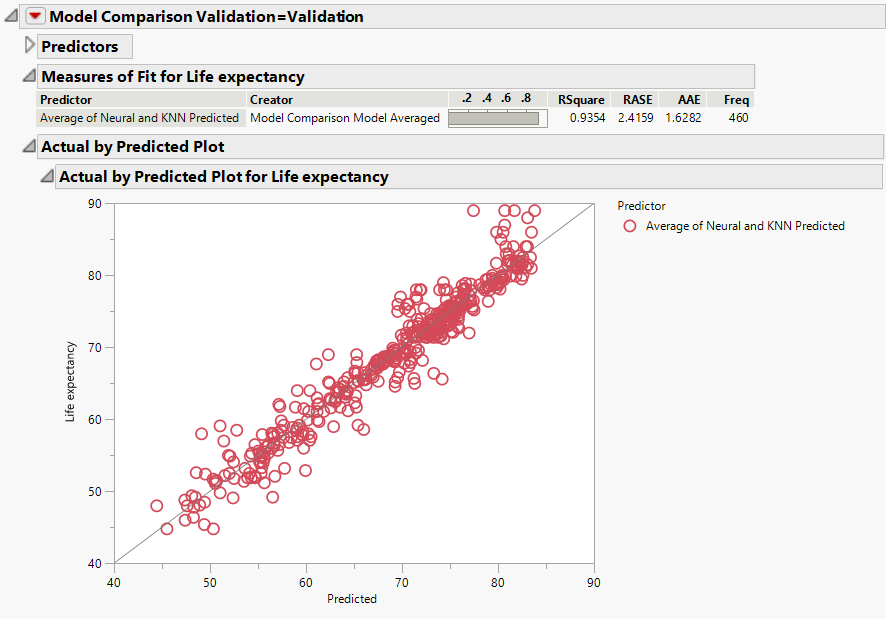 Model Comparison Validation=Validation
Predictors
Measures of Fit for Life expectancy
Predictor Creator .2 .4 .6 .8 RSquare RASE AAE Freq
Average of Neural and KNN Predicted Model Comparison Model Averaged 0.9354 2.4159 1.6282 460
Actual by Predicted Plot
Actual by Predicted Plot for Life expectancy
90
80
70
60
50
40
Life expectancy
40 50 60 70 80 90
Predicted
Predictor
Average of Neural and KNN Predicted